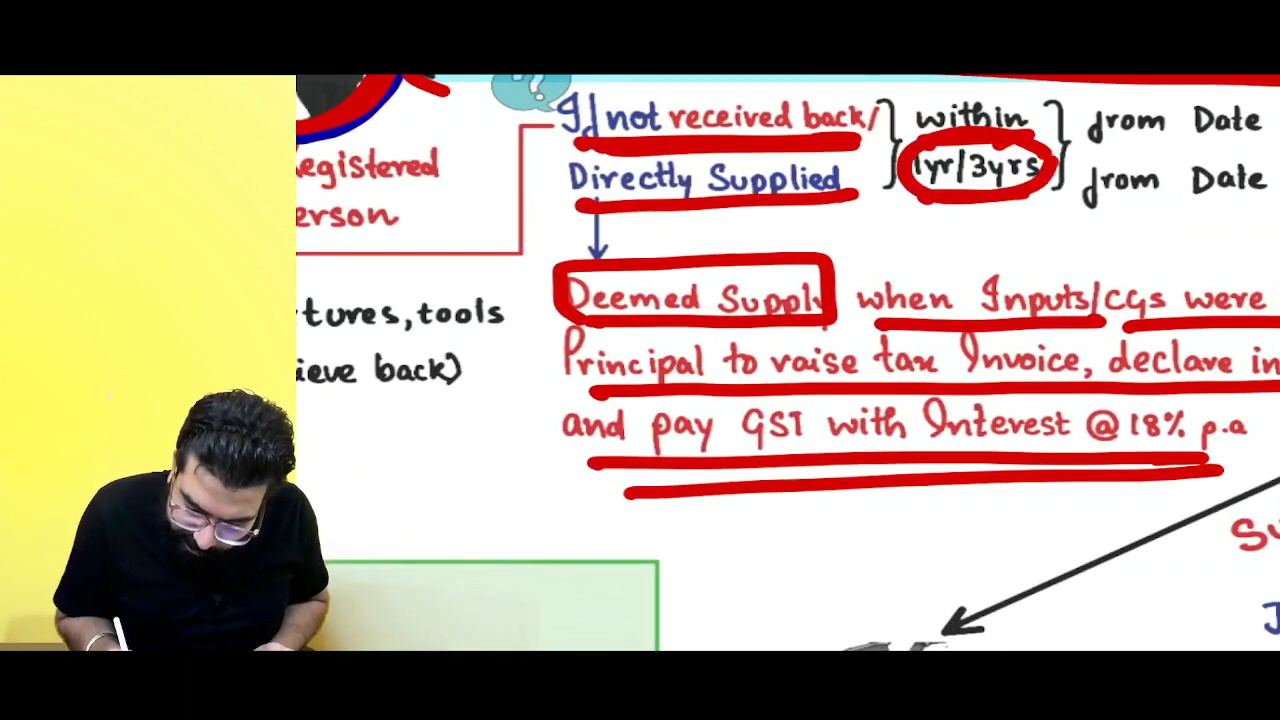 If not received back/ } within } from Date
Directly Supplied } 1yr/3yrs } from Date
egistered
erson
Deemed Supply when Inputs/CGs were
tures, tools
Principal to raise tax Invoice, declare in
ieve back)
and pay GST with Interest @ 18% p.a
Su
J